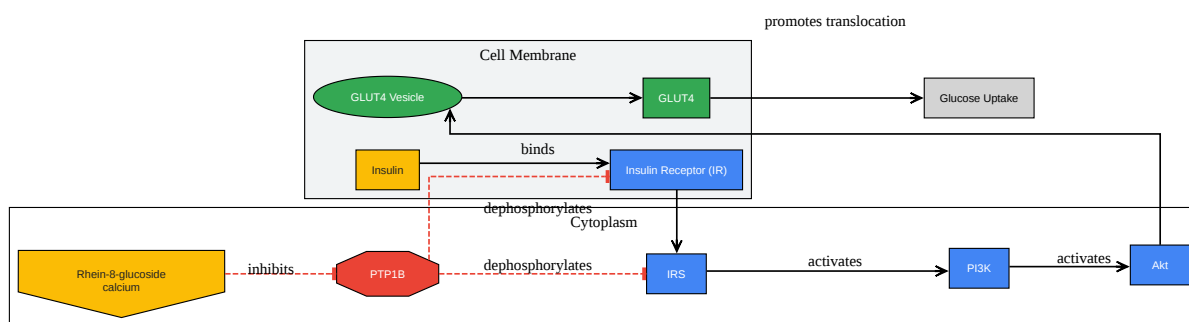 promotes translocation
Cell Membrane
GLUT4 Vesicle
GLUT4
Glucose Uptake
binds
Insulin
Insulin Receptor (IR)
dephosphorylates
Cytoplasm
Rhein-8-glucoside
calcium
inhibits
PTP1B
dephosphorylates
IRS
activates
PI3K
activates
Akt